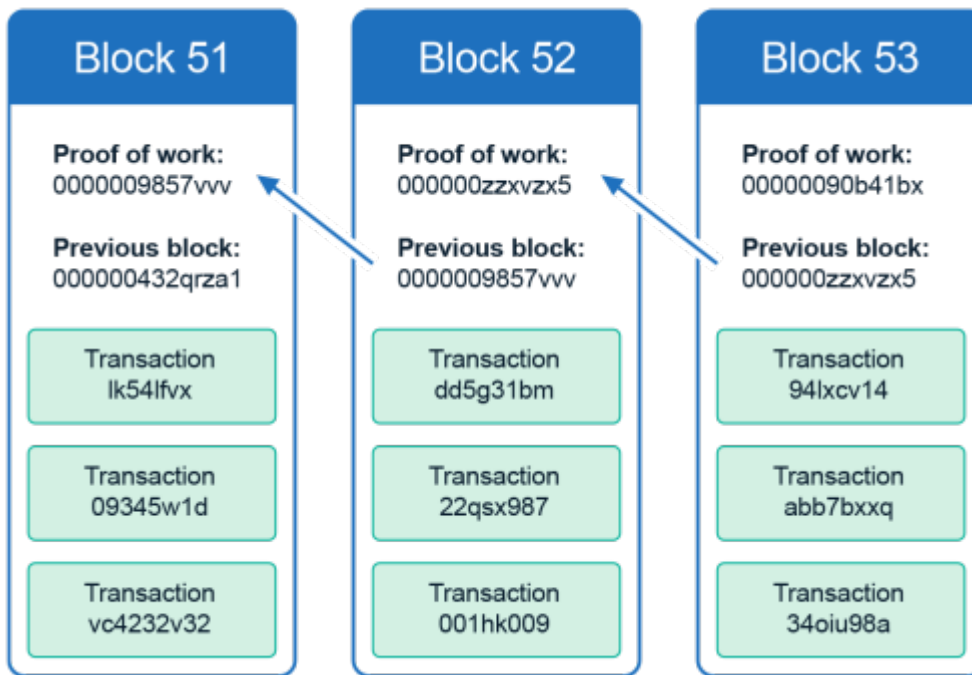 Block 51
Proof of work:
0000009857vvv
Previous block:
000000432qrza1
Transaction
lk54lfvx
Transaction
09345w1d
Transaction
vc4232v32
Block 52
Proof of work:
000000zzxvzx5
Previous block:
0000009857vvv
Transaction
dd5g31bm
Transaction
22qsx987
Transaction
001hk009
Block 53
Proof of work:
00000090b41bx
Previous block:
000000zzxvzx5
Transaction
94lxcv14
Transaction
abb7bxxq
Transaction
34oiu98a